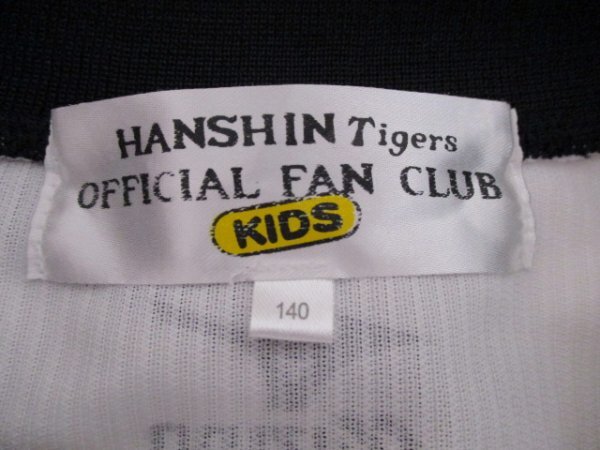 HANSHIN Tigers
OFFICIAL FAN CLUB
KIDS
140